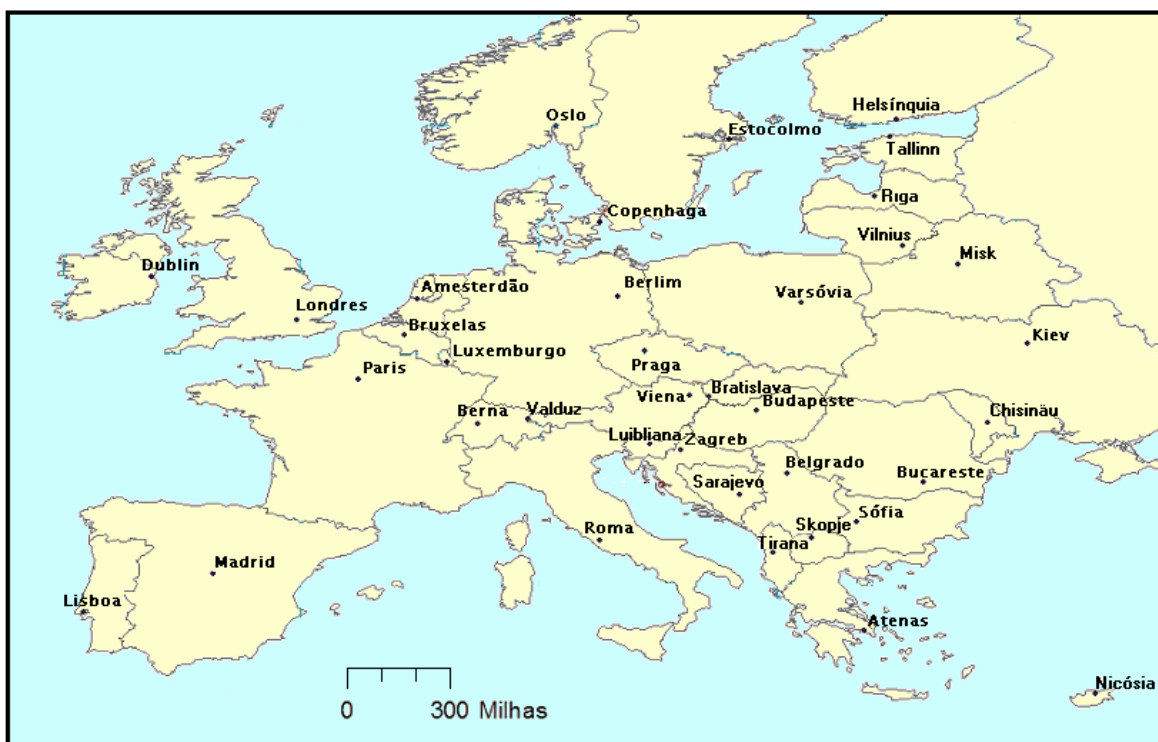 Helsínquia
Oslo
Estocolmo
Tallinn
Riga
Copenhaga
Vilnius
Misk
Dublin
Amesterdão
Berlim
Varsóvia
Londres
Bruxelas
Kiev
Luxemburgo
Praga
Paris
Viena
Bratislava
Budapeste
Berna
Valduz
Chisinäu
Luibliana
Zagreb
Belgrado
Bucareste
Sarajevo
Sófia
Skopje
Roma
Tirana
Madrid
Lisboa
Atenas
Nicósia
0 300 Milhas